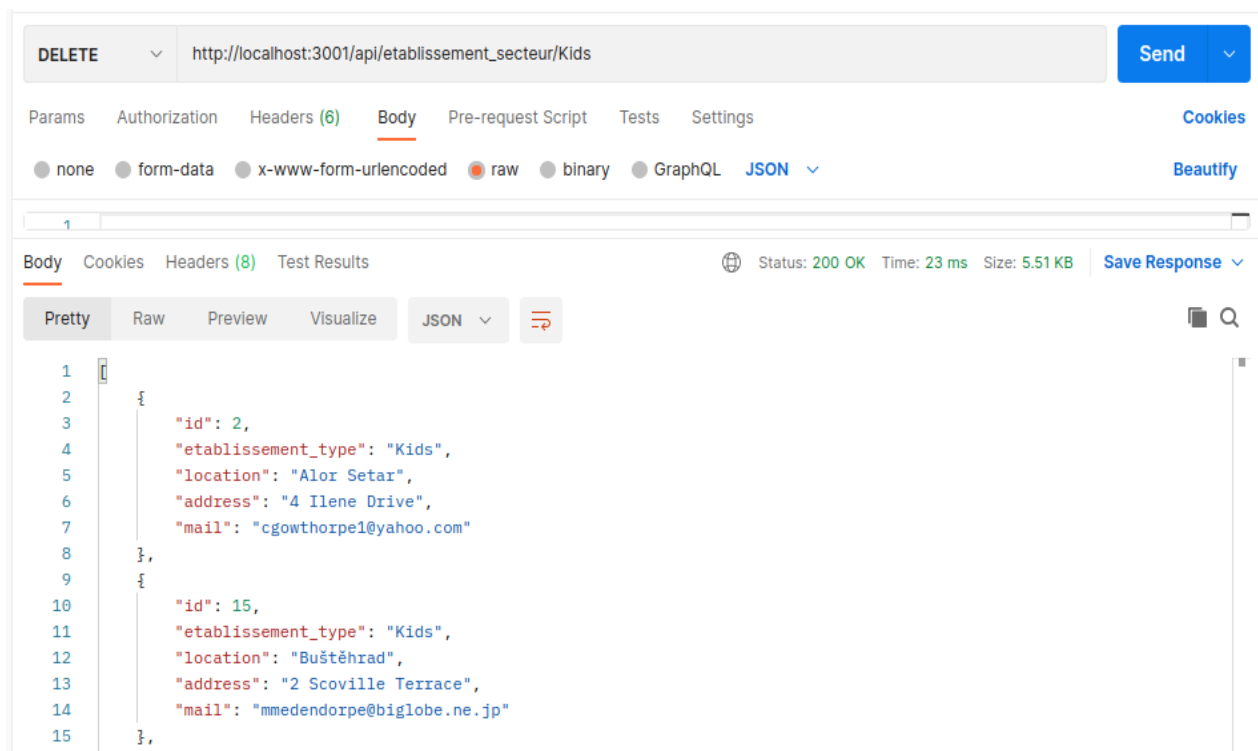 DELETE http://localhost:3001/api/etablissement_secteur/Kids Send
Params Authorization Headers (6) Body Pre-request Script Tests Settings Cookies
none form-data x-www-form-urlencoded raw binary GraphQL JSON Beautify
1
Body Cookies Headers (8) Test Results Status: 200 OK Time: 23 ms Size: 5.51 KB Save Response
Pretty Raw Preview Visualize JSON
1 [
2 {
3 "id": 2,
4 "etablissement_type": "Kids",
5 "location": "Alor Setar",
6 "address": "4 Ilene Drive",
7 "mail": "cgowthorpe1@yahoo.com"
8 },
9 {
10 "id": 15,
11 "etablissement_type": "Kids",
12 "location": "Buštěhrad",
13 "address": "2 Scoville Terrace",
14 "mail": "mmedendorpe@biglobe.ne.jp"
15 },